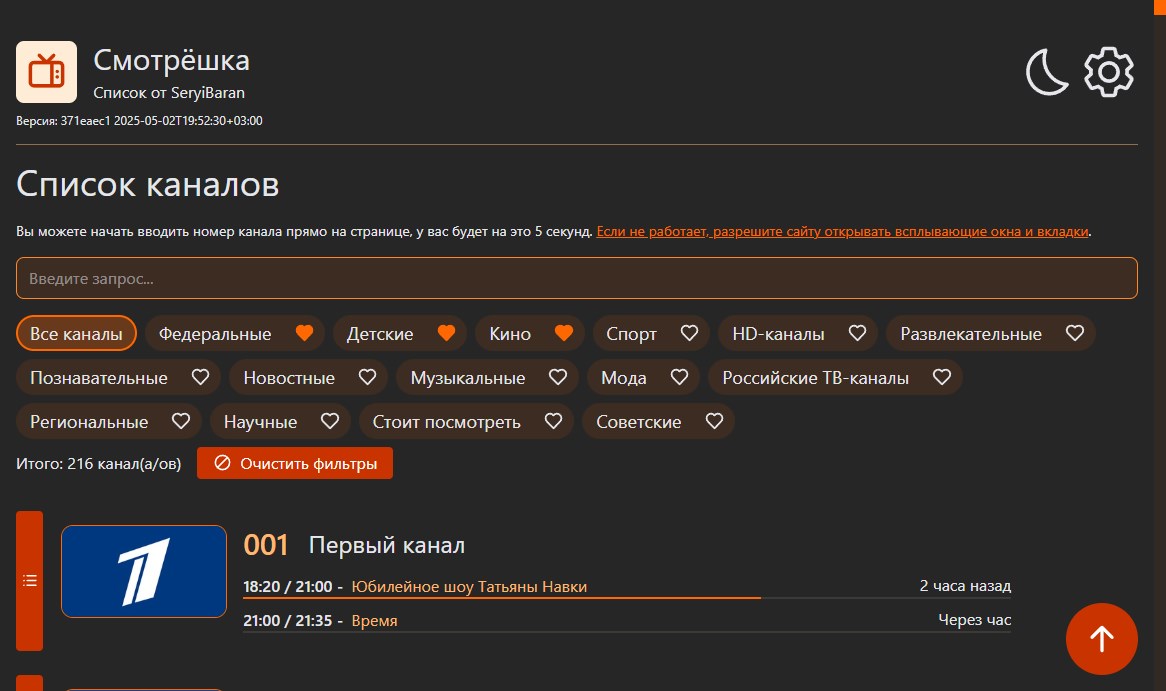 Смотрёшка
Список от SeryiBaran
Версия: 371eaec1 2025-05-02T19:52:30+03:00
Список каналов
Вы можете начать вводить номер канала прямо на странице, у вас будет на это 5 секунд. Если не работает, разрешите сайту открывать всплывающие окна и вкладки.
Введите запрос...
Все каналы Федеральные Детские Кино Спорт HD-каналы Развлекательные
Познавательные Новостные Музыкальные Мода Российские ТВ-каналы
Региональные Научные Стоит посмотреть Советские
Итого: 216 канал(а/ов) Очистить фильтры
001 Первый канал
18:20 / 21:00 - Юбилейное шоу Татьяны Навки 2 часа назад
21:00 / 21:35 - Время Через час